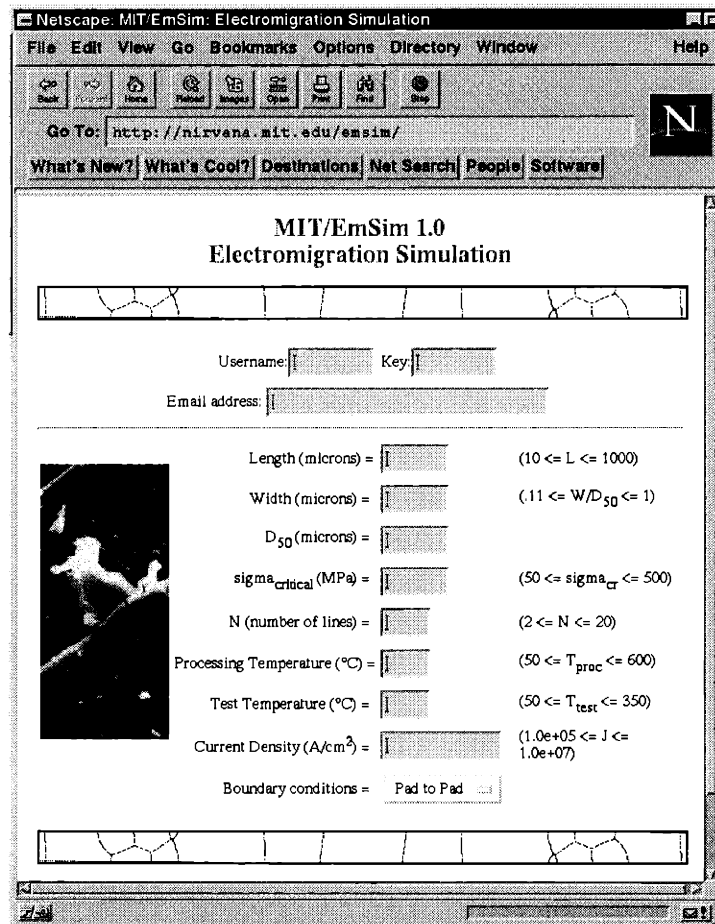 Netscape: MIT/EmSim: Electromigration Simulation
File Edit View Go Bookmarks Options Directory Window Help
Back Forward Home Reload Images Open Print Find Stop
Go To: http://nirvana.mit.edu/emsim/
N
What's New? What's Cool? Destinations Net Search People Software
MIT/EmSim 1.0
Electromigration Simulation
Username: Key:
Email address:
Length (microns) = (10 <= L <= 1000)
Width (microns) = (.11 <= W/D50 <= 1)
D50 (microns) =
sigmacritical (MPa) = (50 <= sigmacr <= 500)
N (number of lines) = (2 <= N <= 20)
Processing Temperature (°C) = (50 <= Tproc <= 600)
Test Temperature (°C) = (50 <= Ttest <= 350)
Current Density (A/cm²) = (1.0e+05 <= J <= 1.0e+07)
Boundary conditions = Pad to Pad